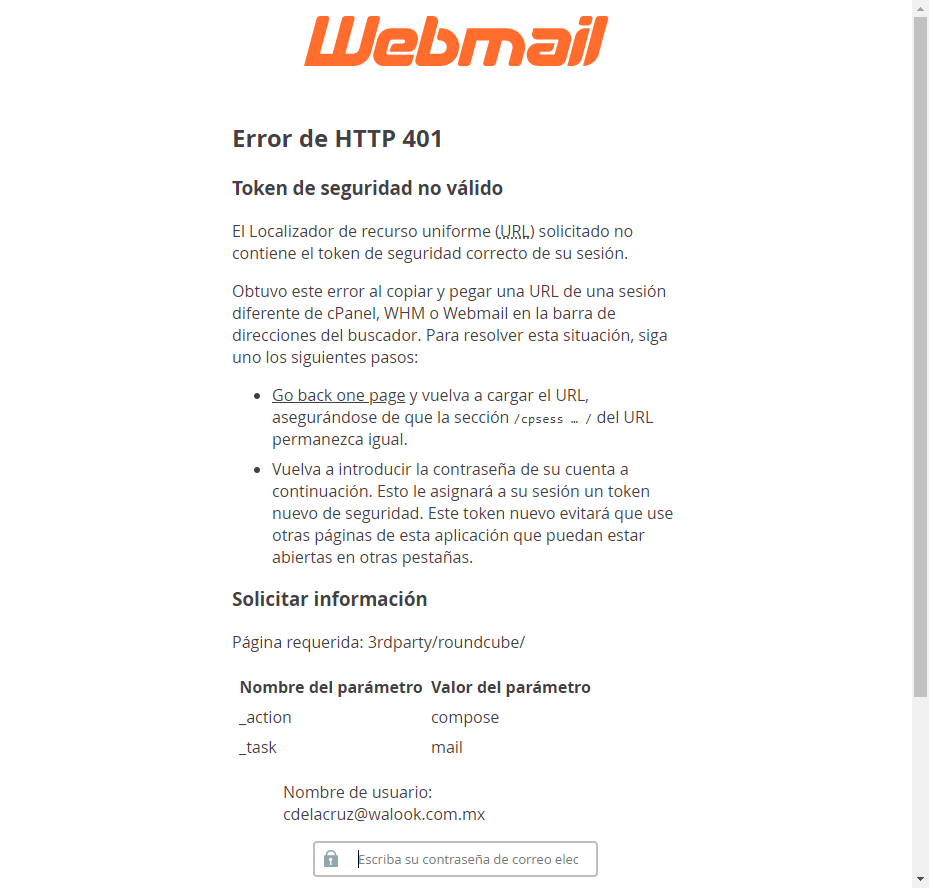 Webmail
Error de HTTP 401
Token de seguridad no válido
El Localizador de recurso uniforme (URL) solicitado no
contiene el token de seguridad correcto de su sesión.
Obtuvo este error al copiar y pegar una URL de una sesión
diferente de cPanel, WHM o Webmail en la barra de
direcciones del buscador. Para resolver esta situación, siga
uno los siguientes pasos:
• Go back one page y vuelva a cargar el URL,
asegurándose de que la sección /cpsess … / del URL
permanezca igual.
• Vuelva a introducir la contraseña de su cuenta a
continuación. Esto le asignará a su sesión un token
nuevo de seguridad. Este token nuevo evitará que use
otras páginas de esta aplicación que puedan estar
abiertas en otras pestañas.
Solicitar información
Página requerida: 3rdparty/roundcube/
Nombre del parámetro Valor del parámetro
_action compose
_task mail
Nombre de usuario:
cdelacruz@walook.com.mx
Escriba su contraseña de correo elec